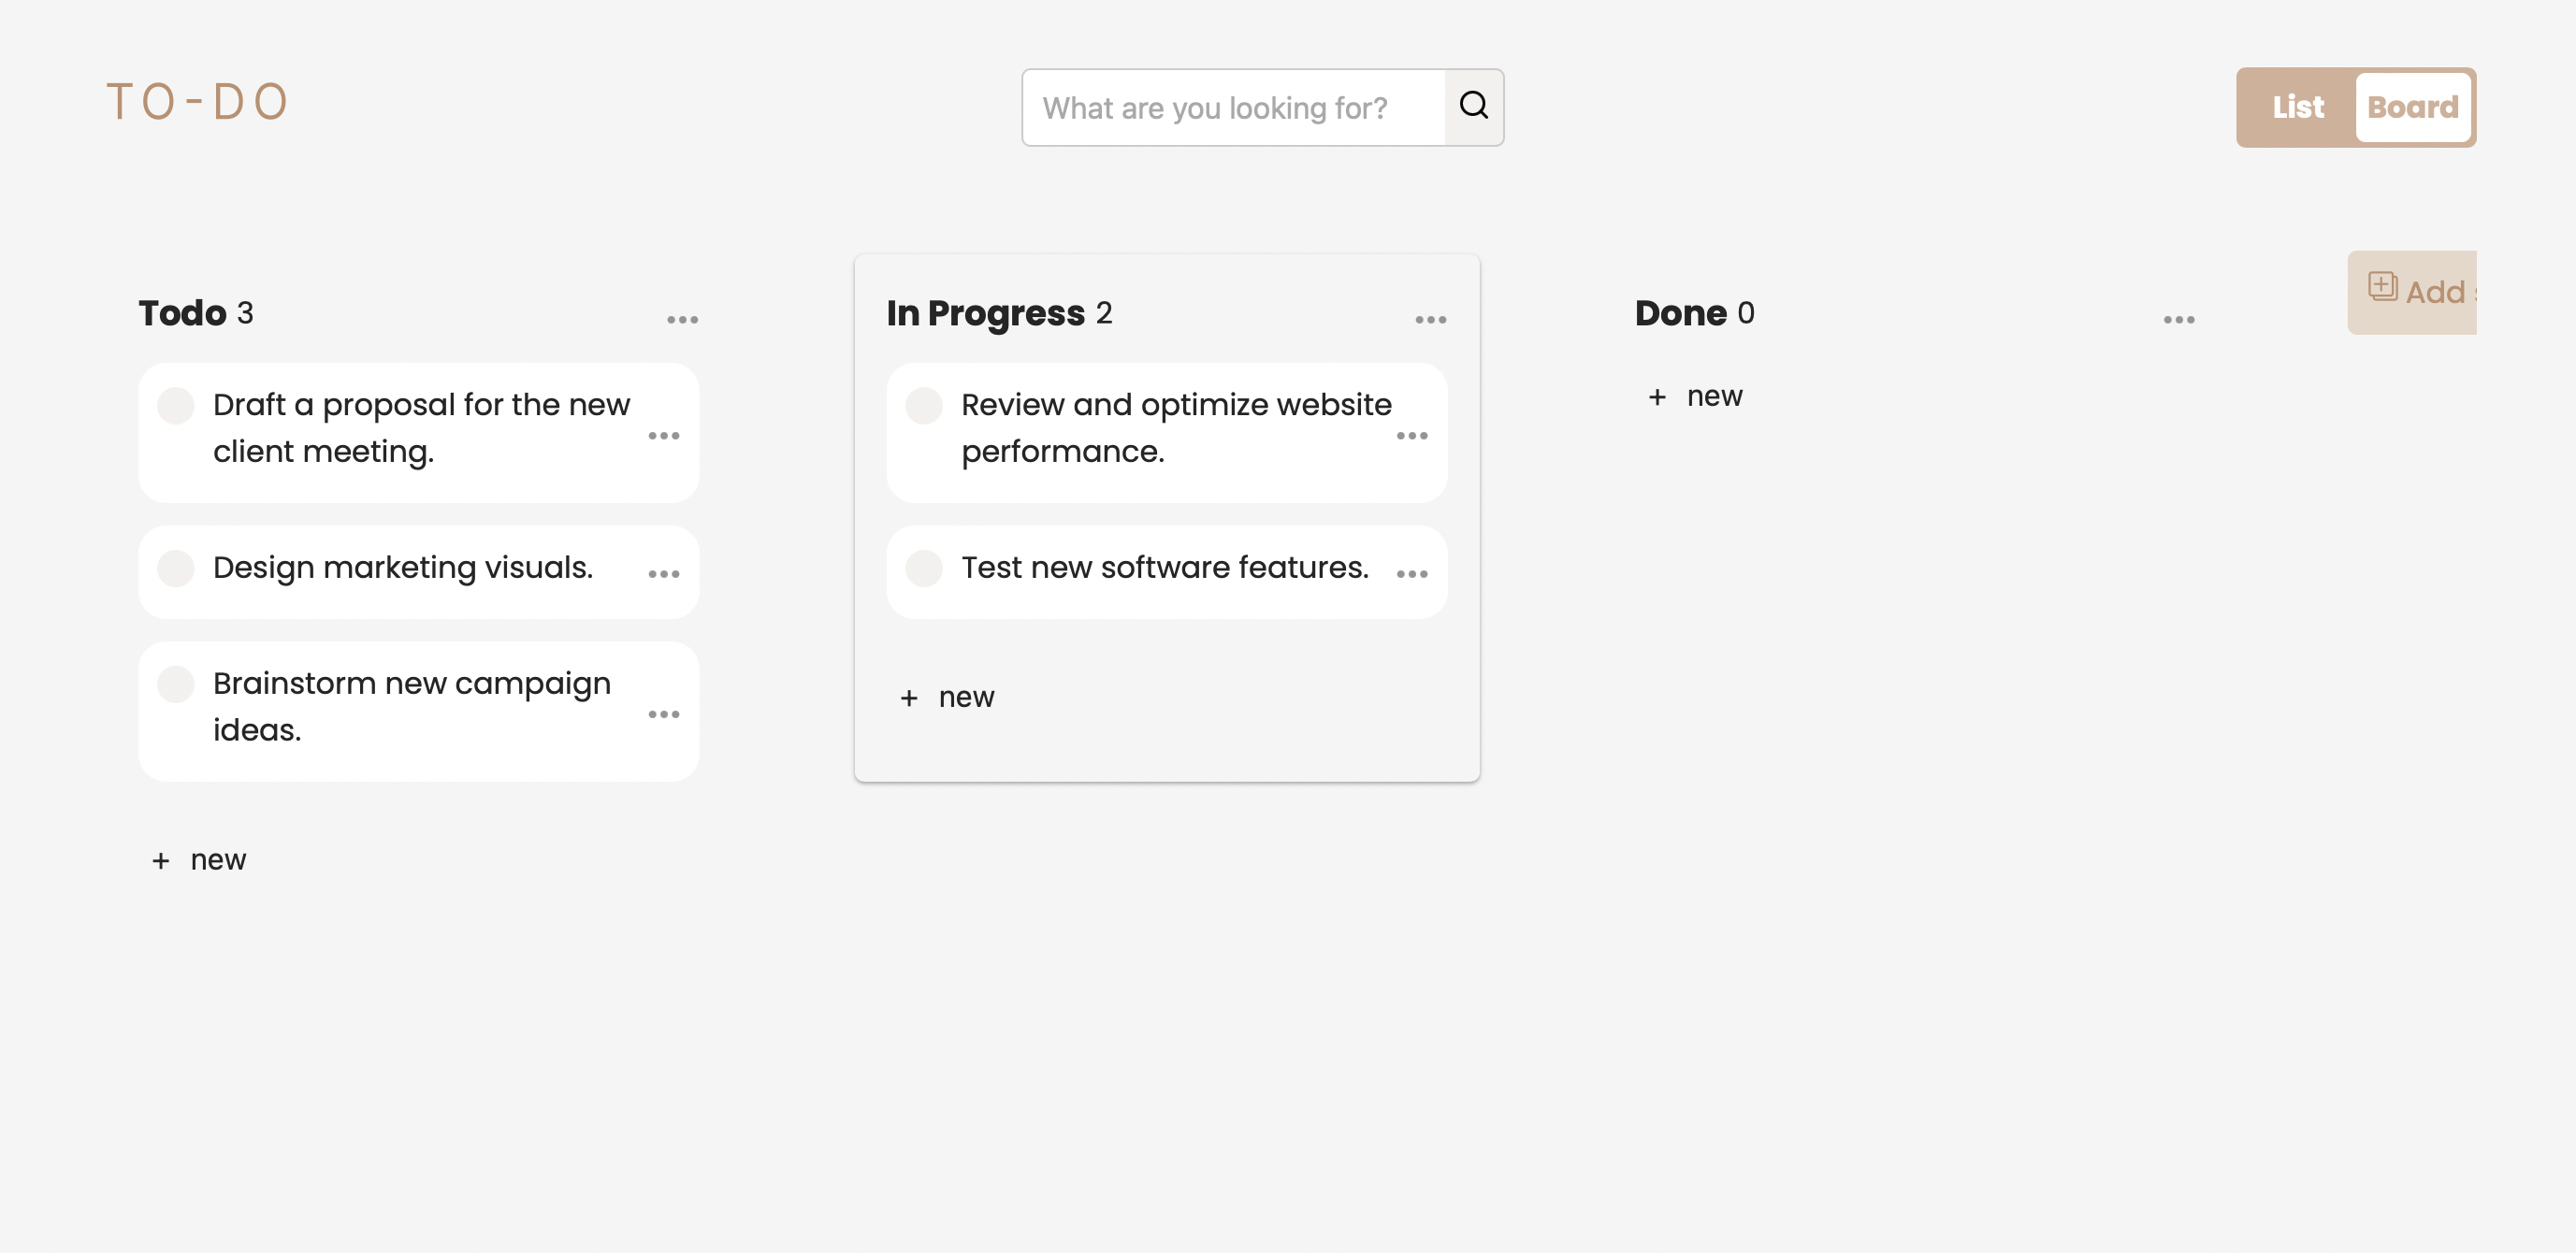 TO-DO
What are you looking for?
List
Board
Todo 3
Draft a proposal for the new
client meeting.
Design marketing visuals.
Brainstorm new campaign
ideas.
+ new
In Progress 2
Review and optimize website
performance.
Test new software features.
+ new
Done 0
+ new
Add